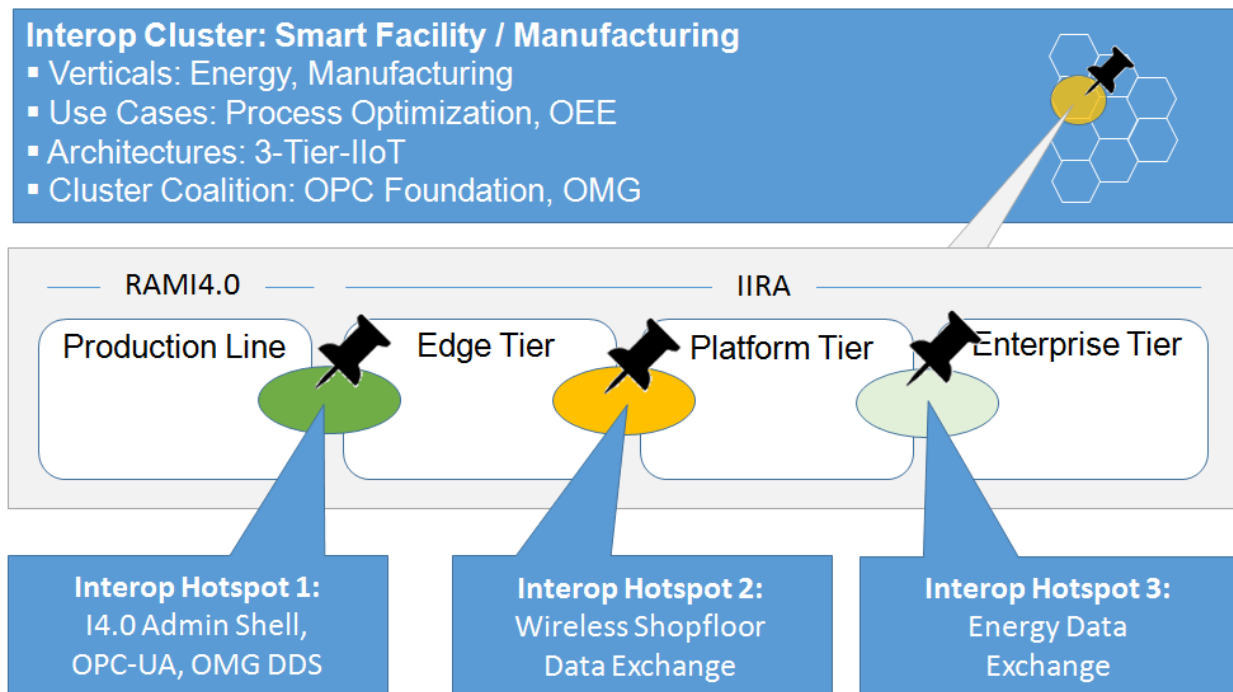 Interop Cluster: Smart Facility / Manufacturing
▪ Verticals: Energy, Manufacturing
▪ Use Cases: Process Optimization, OEE
▪ Architectures: 3-Tier-IIoT
▪ Cluster Coalition: OPC Foundation, OMG
RAMI4.0
IIRA
Production Line
Edge Tier
Platform Tier
Enterprise Tier
Interop Hotspot 1:
I4.0 Admin Shell,
OPC-UA, OMG DDS
Interop Hotspot 2:
Wireless Shopfloor
Data Exchange
Interop Hotspot 3:
Energy Data
Exchange